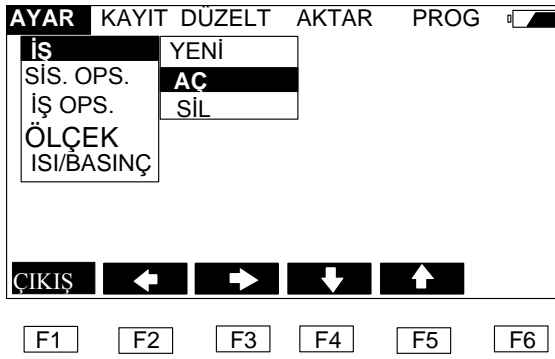 AYAR KAYIT DÜZELT AKTAR PROG
İŞ YENİ
SİS. OPS. AÇ
İŞ OPS. SİL
ÖLÇEK
ISI/BASINÇ
ÇIKIŞ
F1 F2 F3 F4 F5 F6